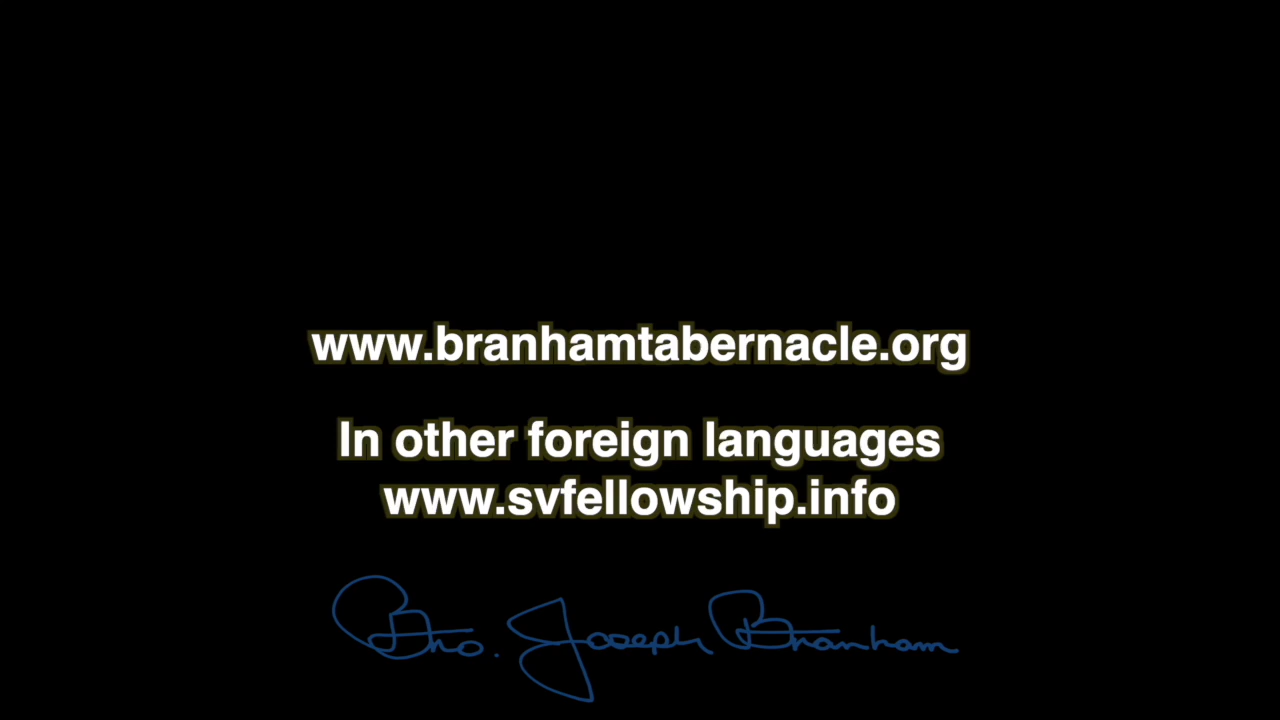 www.branhamtabernacle.org
In other foreign languages
www.svfellowship.info
Bro. Joseph Branham